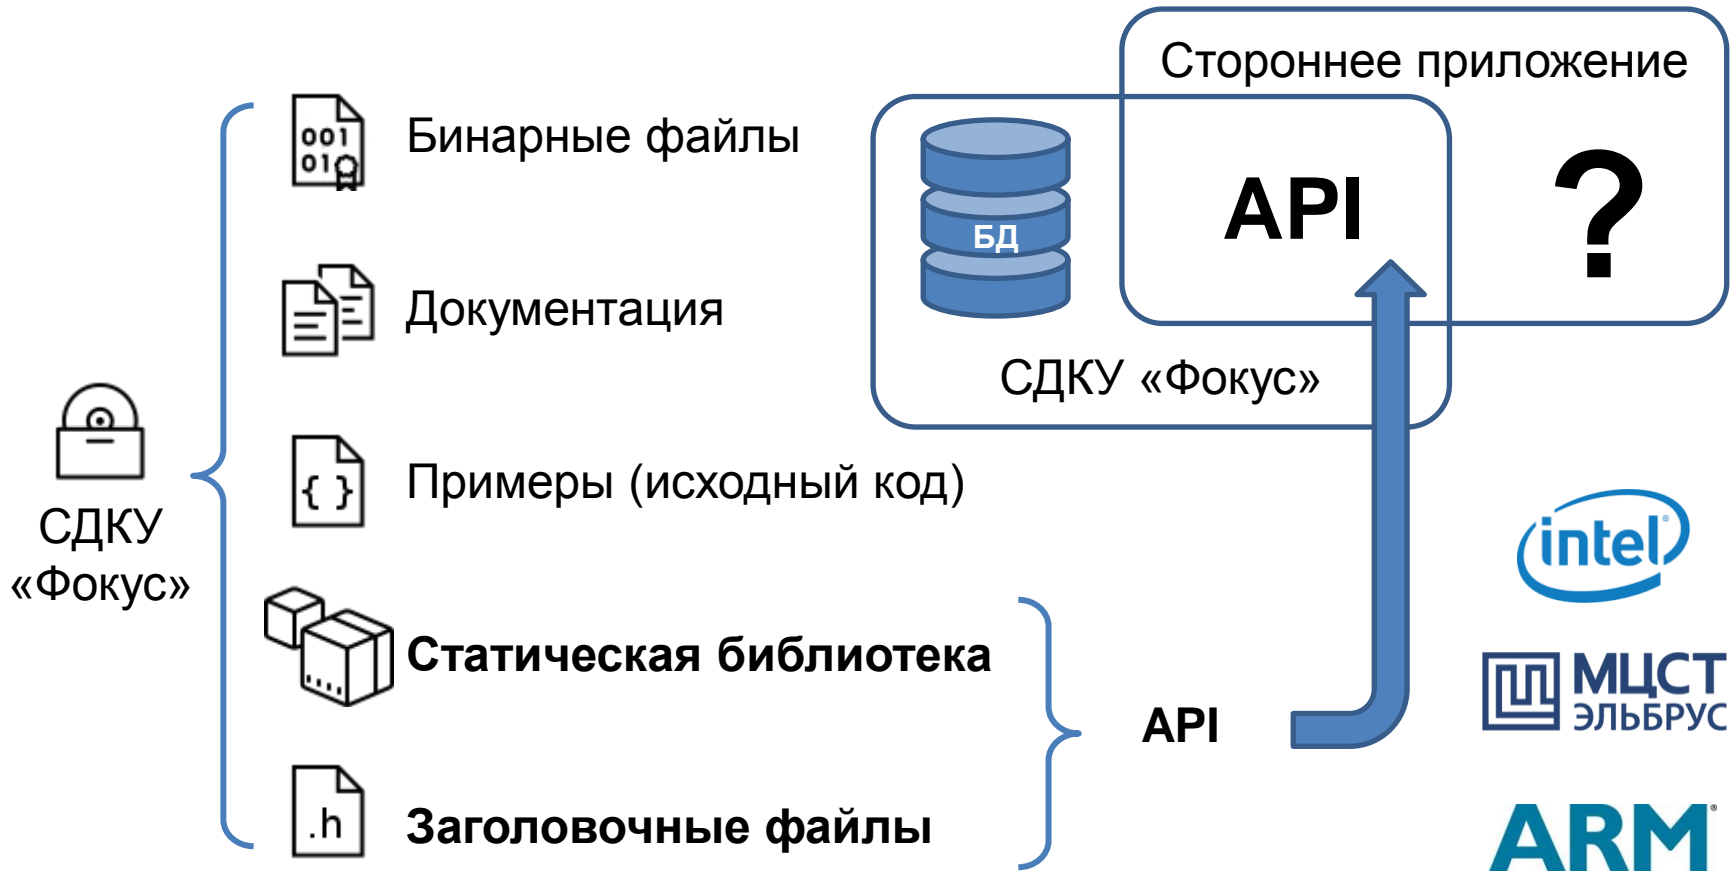 Стороннее приложение
001
010
Бинарные файлы
БД
API
?
Документация
СДКУ «Фокус»
{ }
Примеры (исходный код)
СДКУ
«Фокус»
intel®
Статическая библиотека
МЦСТ
ЭЛЬБРУС
API
.h
Заголовочные файлы
ARM®